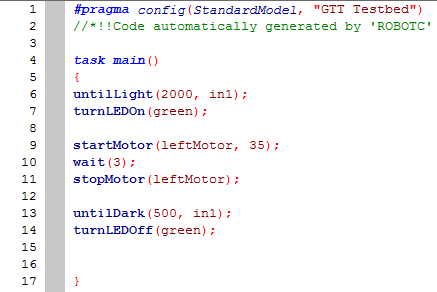 1 #pragma config(StandardModel, "GTT Testbed")
2 //*!!Code automatically generated by 'ROBOTC'
3
4 task main()
5 {
6 untilLight(2000, in1);
7 turnLEDOn(green);
8
9 startMotor(leftMotor, 35);
10 wait(3);
11 stopMotor(leftMotor);
12
13 untilDark(500, in1);
14 turnLEDOff(green);
15
16
17 }